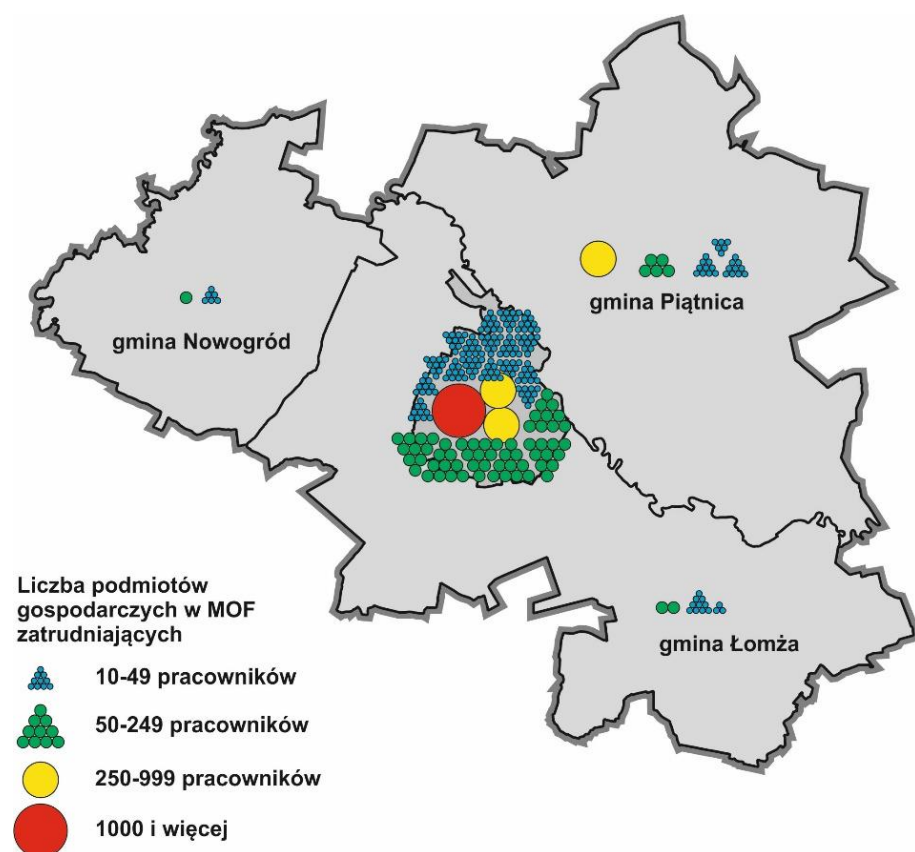 gmina Piątnica
gmina Nowogród
gmina Łomża
Liczba podmiotów
gospodarczych w MOF
zatrudniających
10-49 pracowników
50-249 pracowników
250-999 pracowników
1000 i więcej